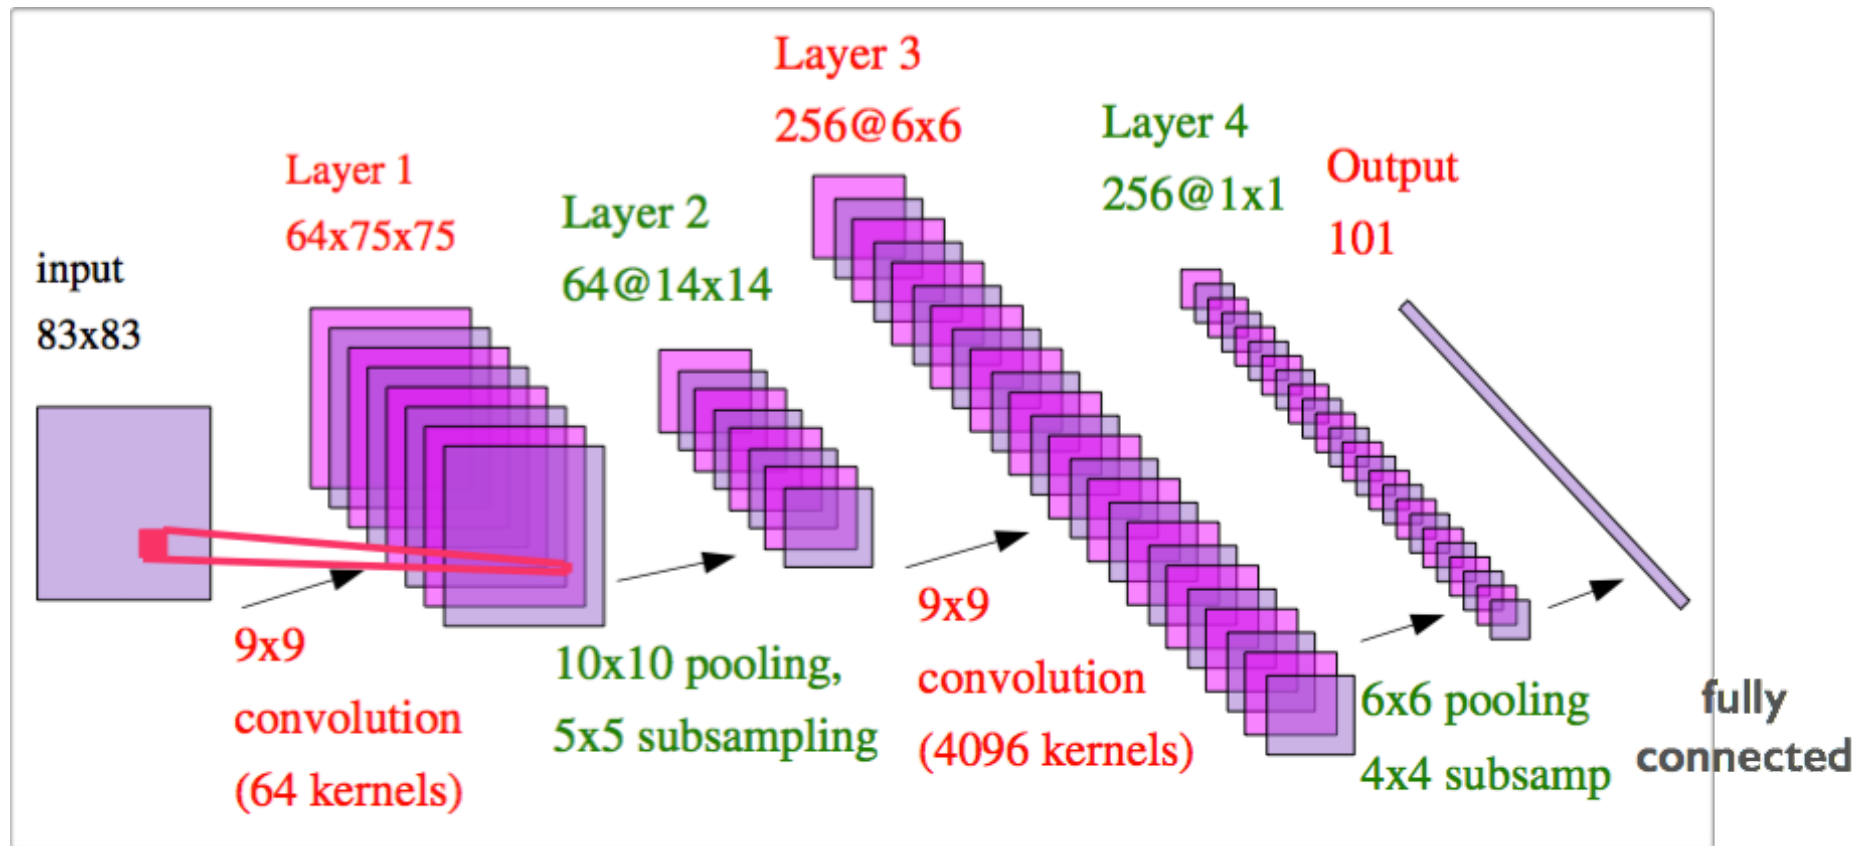 input
83x83
Layer 1
64x75x75
Layer 2
64@14x14
Layer 3
256@6x6
Layer 4
256@1x1
Output
101
9x9
convolution
(64 kernels)
10x10 pooling,
5x5 subsampling
9x9
convolution
(4096 kernels)
6x6 pooling
4x4 subsamp
fully
connected